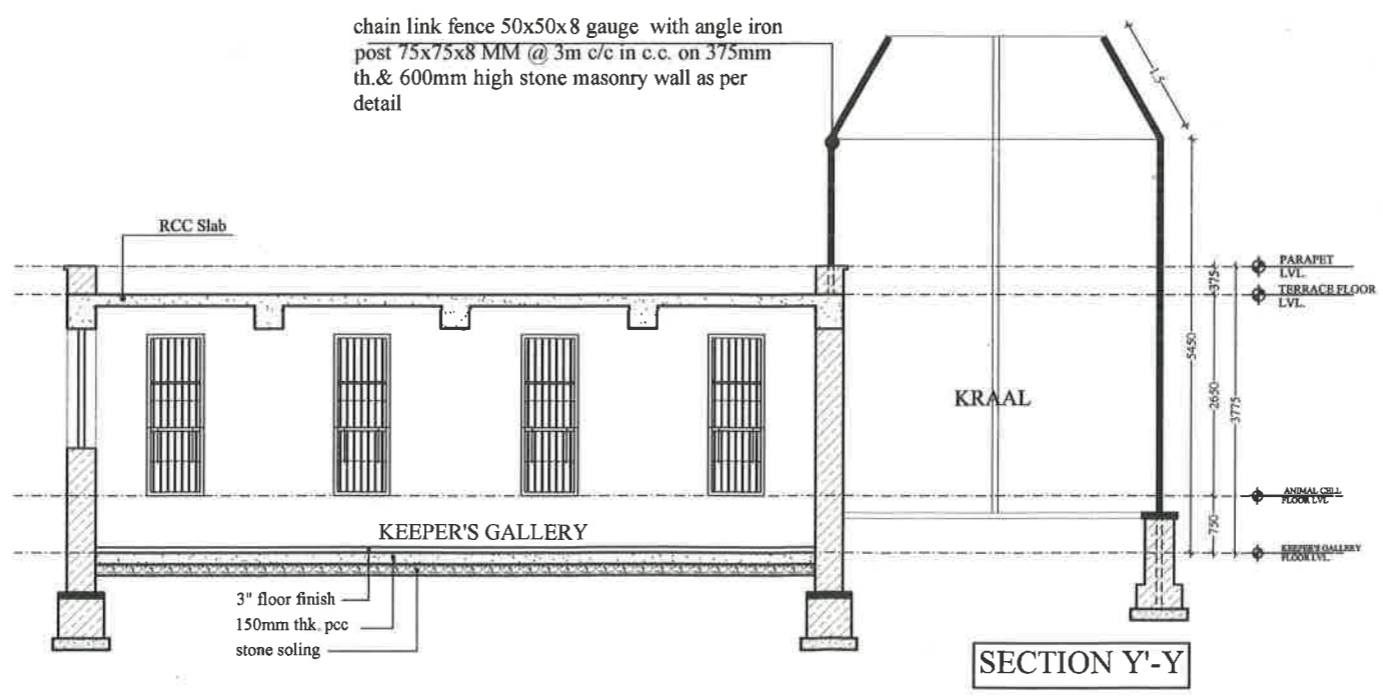 chain link fence 50x50x8 gauge with angle iron
post 75x75x8 MM @ 3m c/c in c.c. on 375mm
th.& 600mm high stone masonry wall as per
detail
1.5
RCC Slab
PARAPET
LVL.
375
TERRACE FLOOR
LVL.
5450
2650
3775
KRAAL
ANIMAL CELL
FLOOR LVL
750
KEEPER'S GALLERY
KEEPER'S GALLERY
FLOOR LVL.
3" floor finish
150mm thk. pcc
stone soling
SECTION Y'-Y